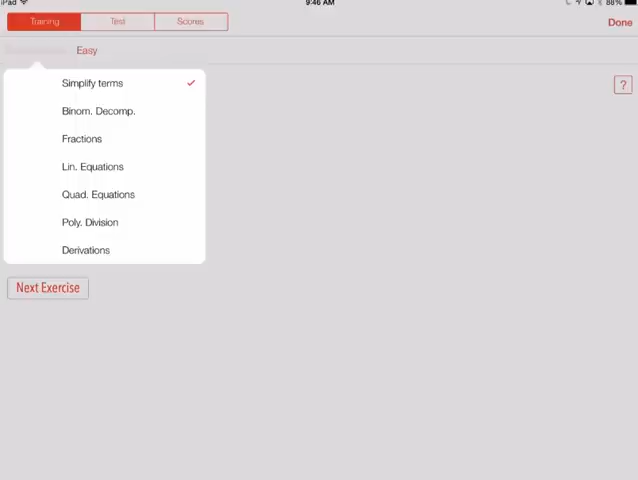 iPad 9:46 AM 88%
Training Test Scores Done
Easy
Simplify terms
Binom. Decomp.
?
Fractions
Lin. Equations
Quad. Equations
Poly. Division
Derivations
Next Exercise